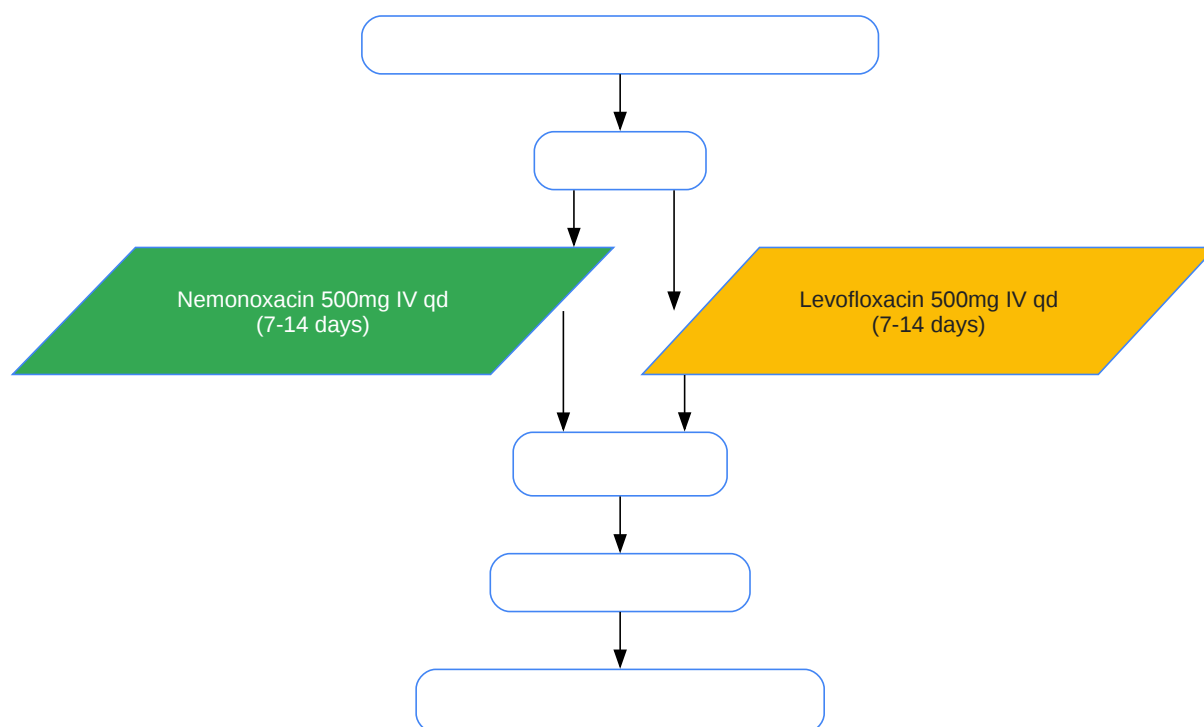 Nemonoxacin 500mg IV qd
(7-14 days)
Levofloxacin 500mg IV qd
(7-14 days)